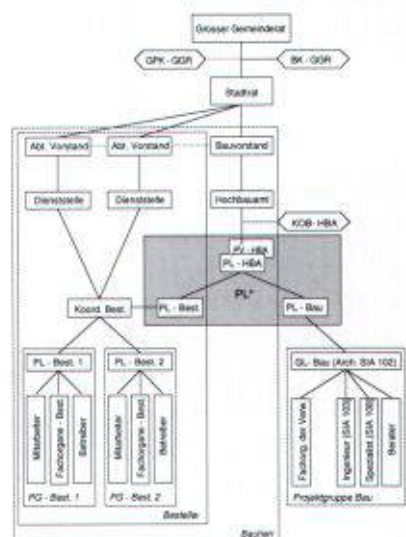 Grosser Gemeinderat
GPK - GGR
BK - GGR
Stadtrat
Abt. Vorstand
Abt. Vorstand
Bauvorstand
Dienststelle
Dienststelle
Hochbauamt
KOB - HBA
PV - HBA
PL - HBA
PL*
Koord. Best.
PL - Best.
PL - Bau
PL - Best. 1
PL - Best. 2
GL- Bau (Arch. SIA 102)
Mitarbeiter
Fachorgane - Best.
Betreiber
Mitarbeiter
Fachorgane - Best.
Betreiber
Fachorg. der Verw.
Ingenieur (SIA 103)
Spezialist (SIA 108)
Berater
PG - Best. 1
PG - Best. 2
Projektgruppe Bau
Besteller
Bauherr